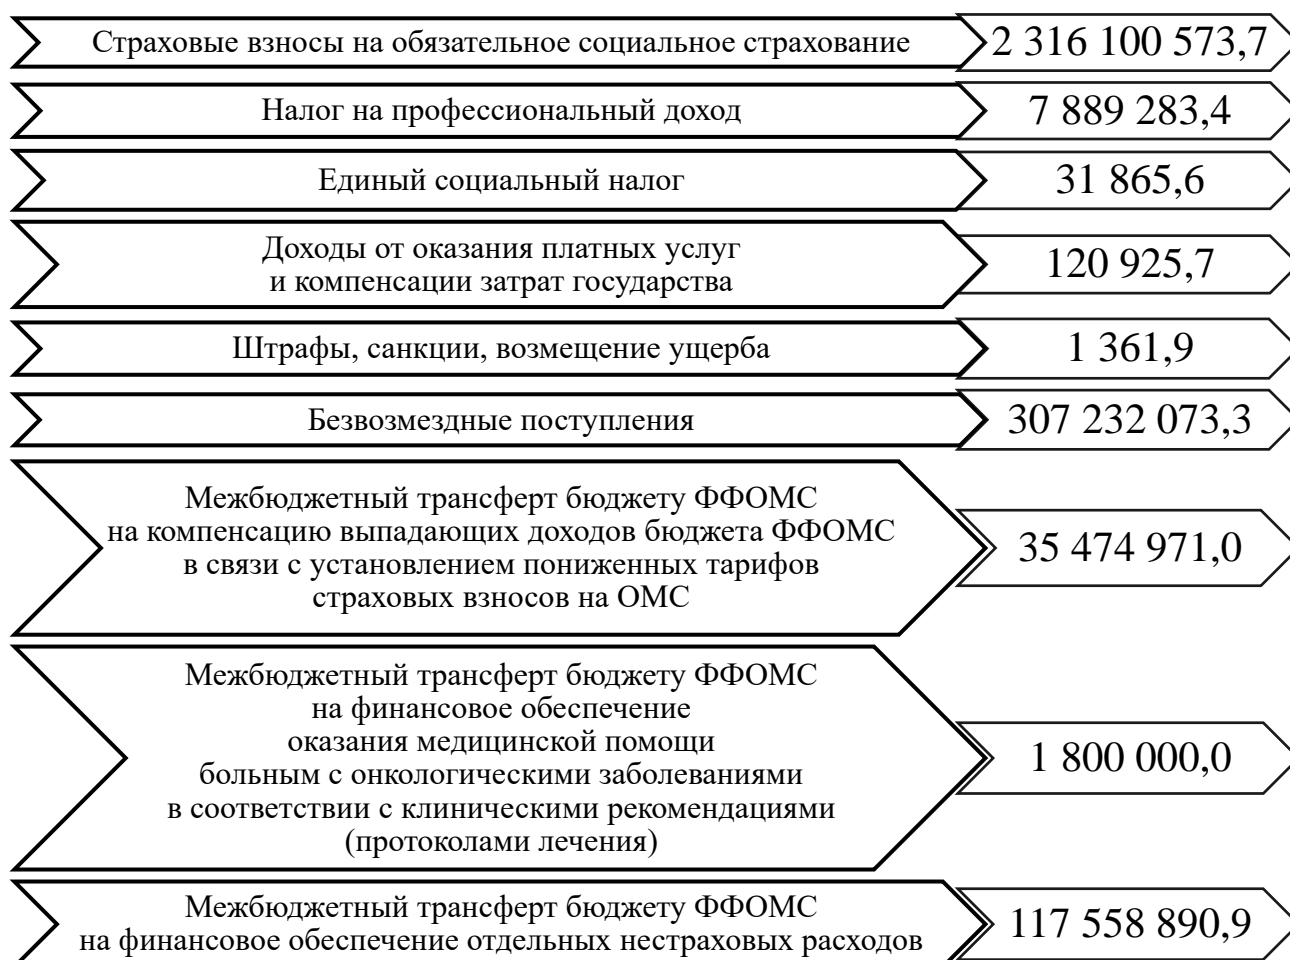 Страховые взносы на обязательное социальное страхование
2 316 100 573,7
Налог на профессиональный доход
7 889 283,4
Единый социальный налог
31 865,6
Доходы от оказания платных услуг
и компенсации затрат государства
120 925,7
Штрафы, санкции, возмещение ущерба
1 361,9
Безвозмездные поступления
307 232 073,3
Межбюджетный трансферт бюджету ФФОМС
на компенсацию выпадающих доходов бюджета ФФОМС
в связи с установлением пониженных тарифов
страховых взносов на ОМС
35 474 971,0
Межбюджетный трансферт бюджету ФФОМС
на финансовое обеспечение
оказания медицинской помощи
больным с онкологическими заболеваниями
в соответствии с клиническими рекомендациями
(протоколами лечения)
1 800 000,0
Межбюджетный трансферт бюджету ФФОМС
на финансовое обеспечение отдельных нестраховых расходов
117 558 890,9